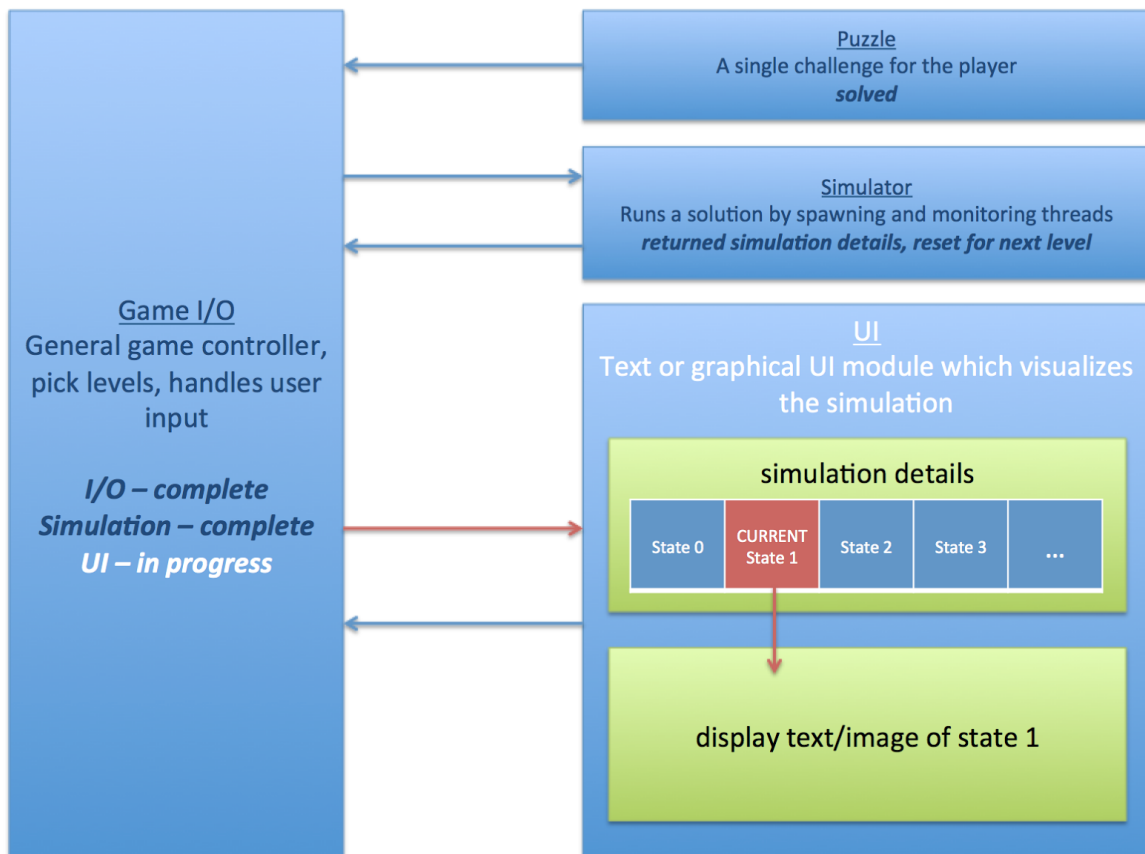 Puzzle
A single challenge for the player
solved
Simulator
Runs a solution by spawning and monitoring threads
returned simulation details, reset for next level
Game I/O
General game controller,
pick levels, handles user
input
I/O – complete
Simulation – complete
UI – in progress
UI
Text or graphical UI module which visualizes
the simulation
simulation details
State 0
CURRENT
State 1
State 2
State 3
...
display text/image of state 1